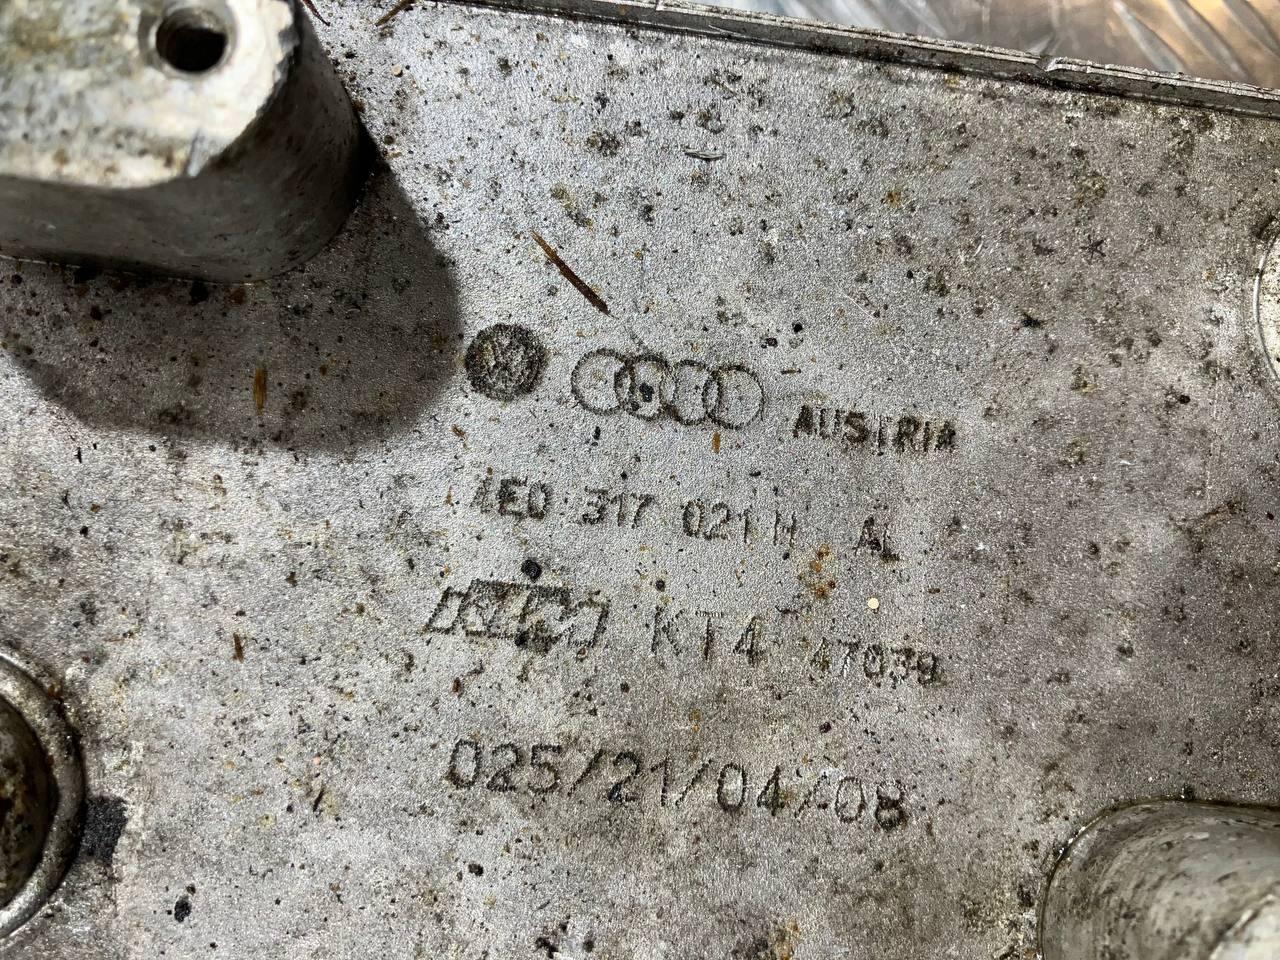 AUSTRIA
4E0 317 021 H AL
KT4 47039
025/21/04/08